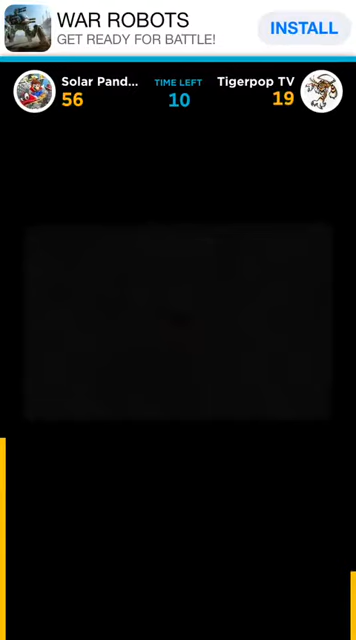 WAR ROBOTS
GET READY FOR BATTLE!
INSTALL
Solar Pand...
56
TIME LEFT
10
Tigerpop TV
19